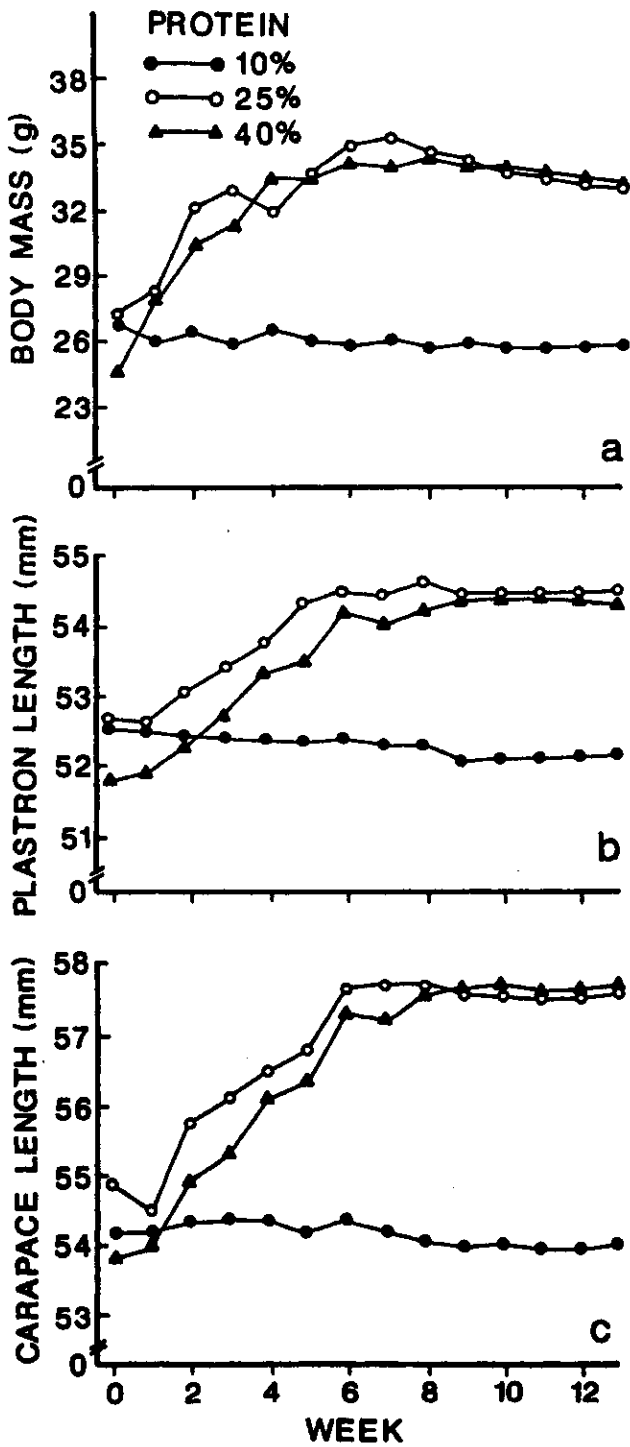 PROTEIN
10%
25%
40%
BODY MASS (g)
38
35
32
29
26
23
0
a
PLASTRON LENGTH (mm)
55
54
53
52
51
0
b
CARAPACE LENGTH (mm)
58
57
56
55
54
53
0
c
0 2 4 6 8 10 12
WEEK